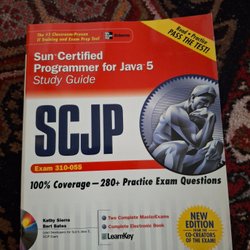 The #1 Classroom-Proven
IT Training and Exam Prep Text
Read • Practice
PASS THE TEST!
Sun Certified
Programmer for Java 5
Study Guide
SCJP
Exam 310-055
100% Coverage—280+ Practice Exam Questions
Kathy Sierra
Bert Bates
Two Complete MasterExams
Complete Electronic Book
LearnKey
NEW
EDITION
FROM THE
CO-CREATORS
OF THE EXAM!